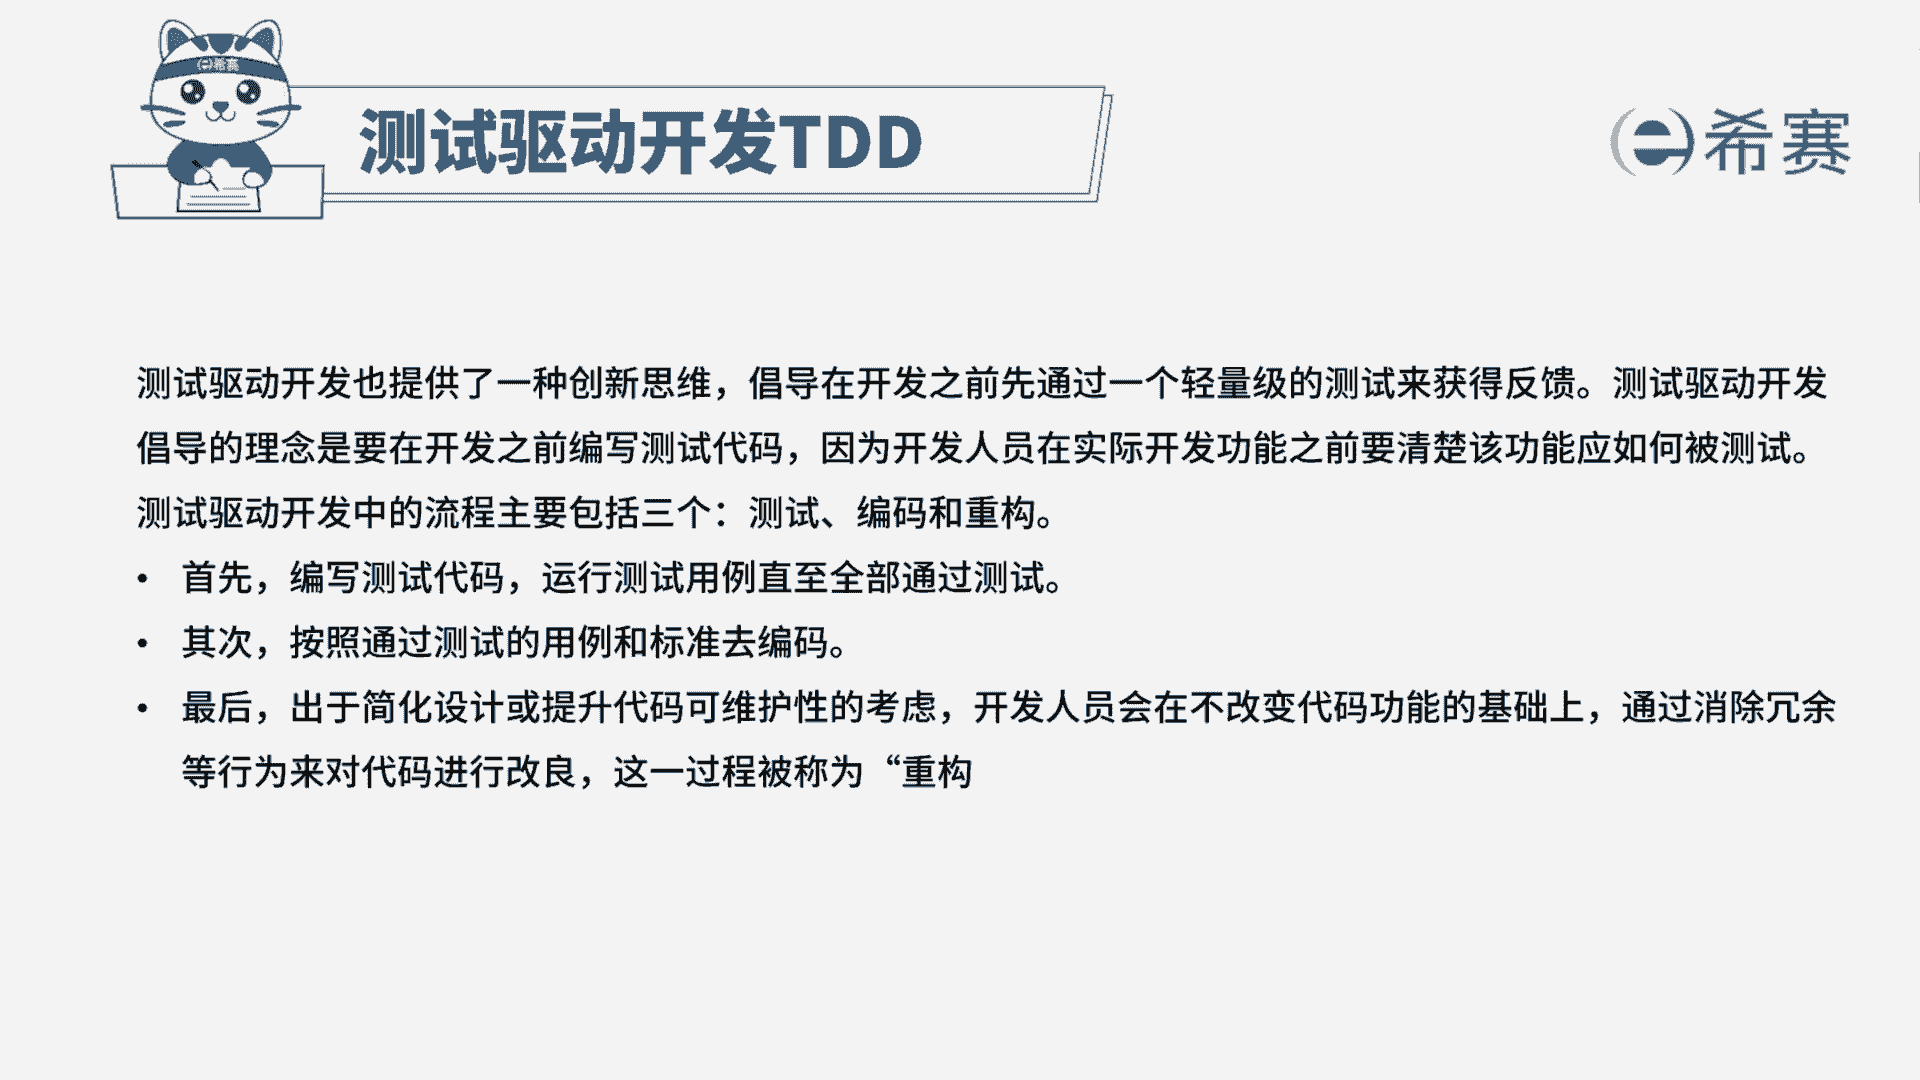 希赛
测试驱动开发TDD
希赛
测试驱动开发也提供了一种创新思维，倡导在开发之前先通过一个轻量级的测试来获得反馈。测试驱动开发
倡导的理念是要在开发之前编写测试代码，因为开发人员在实际开发功能之前要清楚该功能应如何被测试。
测试驱动开发中的流程主要包括三个：测试、编码和重构。
• 首先，编写测试代码，运行测试用例直至全部通过测试。
• 其次，按照通过测试的用例和标准去编码。
• 最后，出于简化设计或提升代码可维护性的考虑，开发人员会在不改变代码功能的基础上，通过消除冗余
等行为来对代码进行改良，这一过程被称为“重构